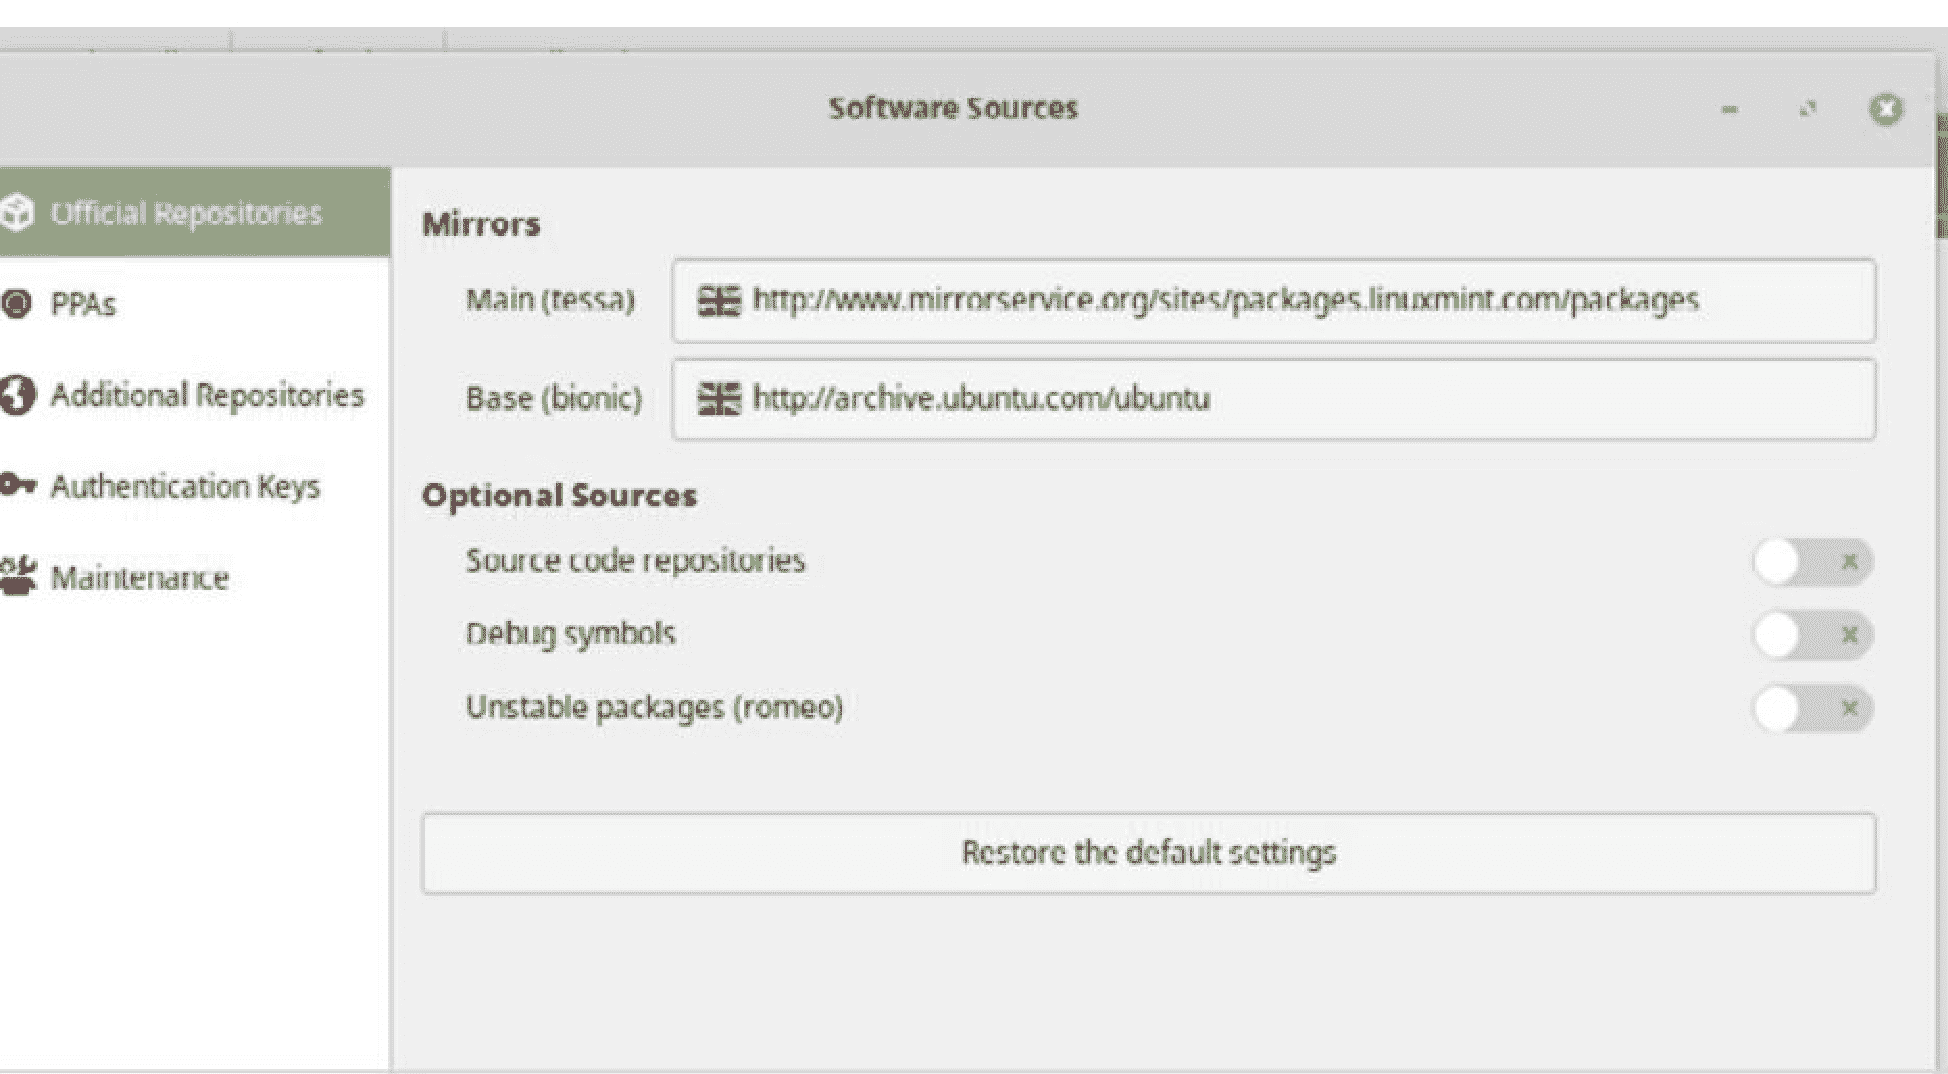 Software Sources
Official Repositories
PPAs
Additional Repositories
Authentication Keys
Maintenance
Mirrors
Main (tessa) http://www.mirrorservice.org/sites/packages.linuxmint.com/packages
Base (bionic) http://archive.ubuntu.com/ubuntu
Optional Sources
Source code repositories
Debug symbols
Unstable packages (romeo)
Restore the default settings